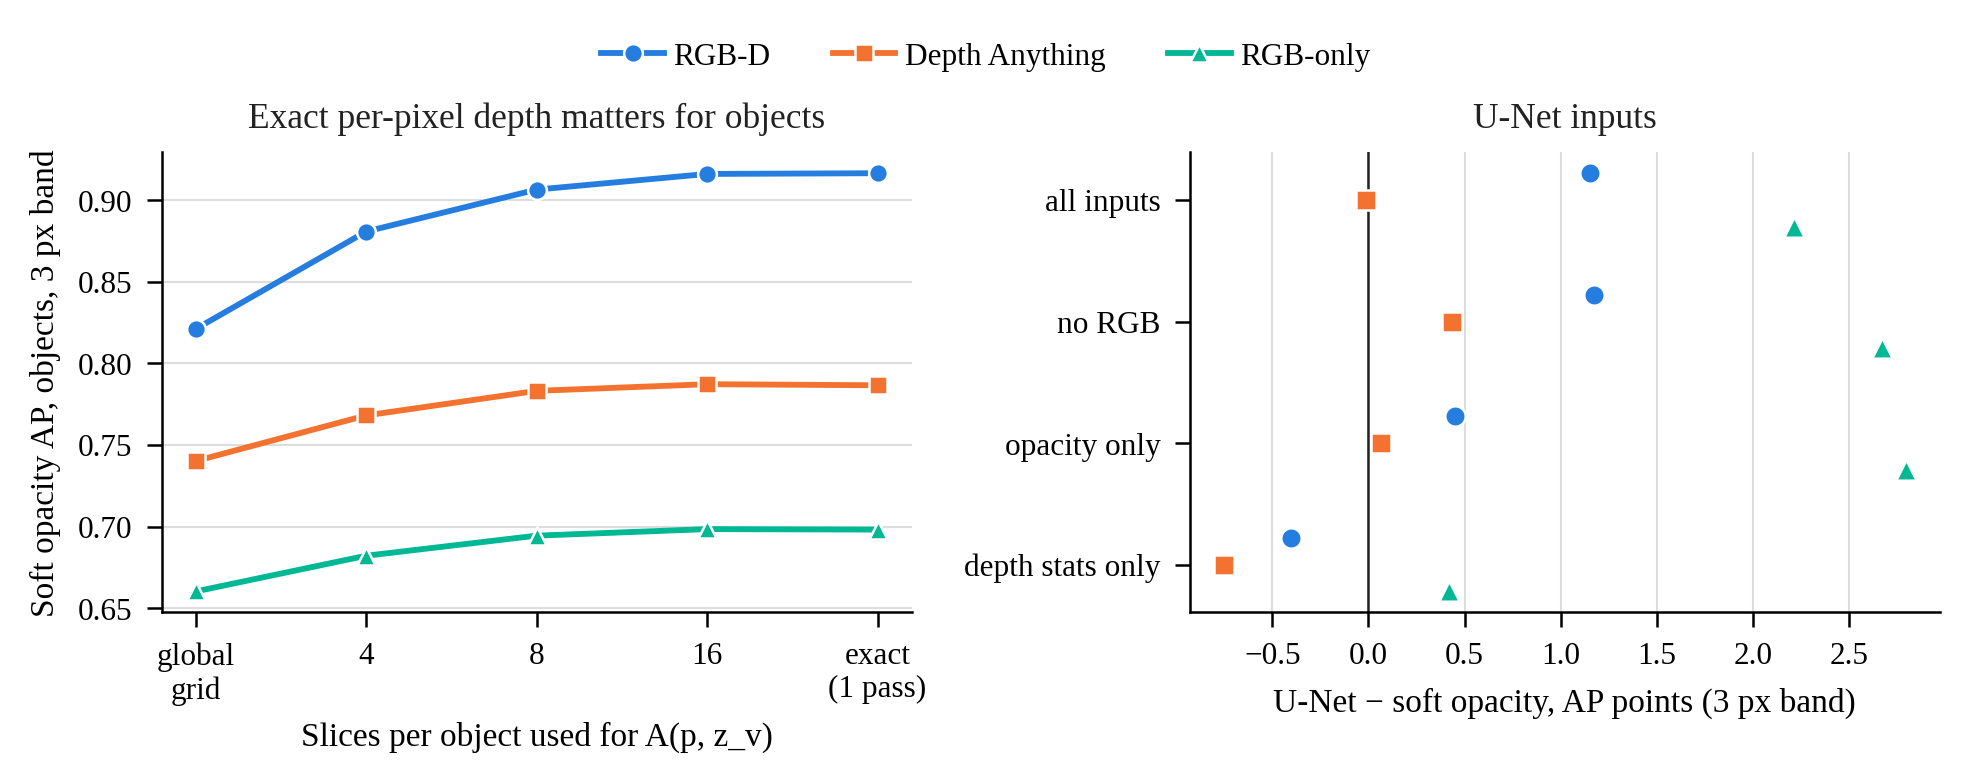 RGB-D
Depth Anything
RGB-only
Exact per-pixel depth matters for objects
Soft opacity AP, objects, 3 px band
0.90
0.85
0.80
0.75
0.70
0.65
global
grid
4
8
16
exact
(1 pass)
Slices per object used for A(p, z_v)
U-Net inputs
all inputs
no RGB
opacity only
depth stats only
−0.5
0.0
0.5
1.0
1.5
2.0
2.5
U-Net − soft opacity, AP points (3 px band)